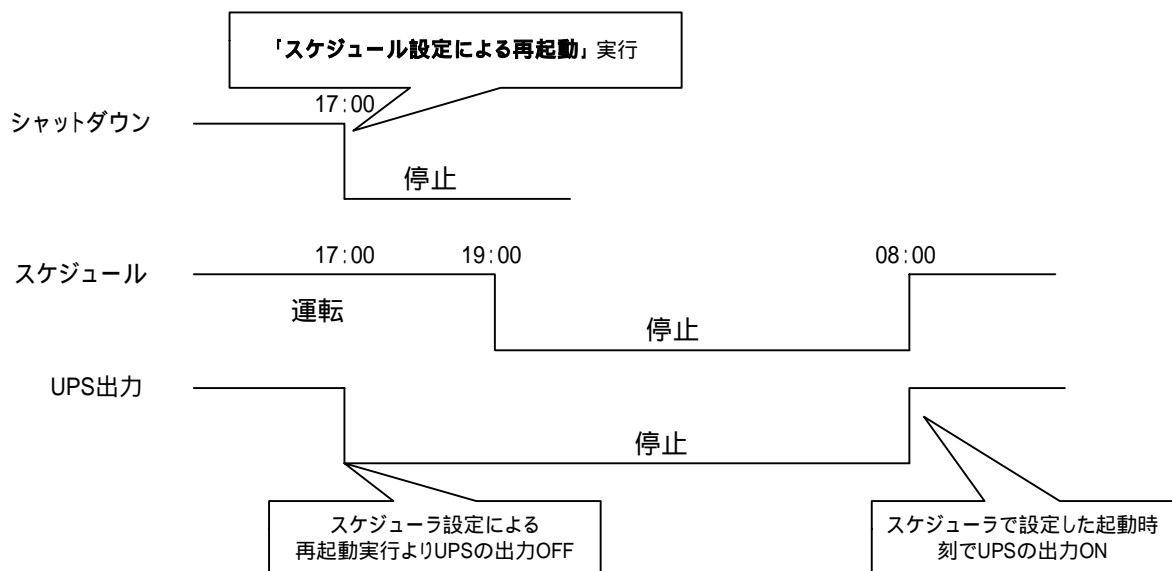 「スケジュール設定による再起動」実行
17:00
シャットダウン
停止
17:00
19:00
08:00
スケジュール
運転
停止
UPS出力
停止
スケジューラ設定による
再起動実行よりUPSの出力OFF
スケジューラで設定した起動時
刻でUPSの出力ON